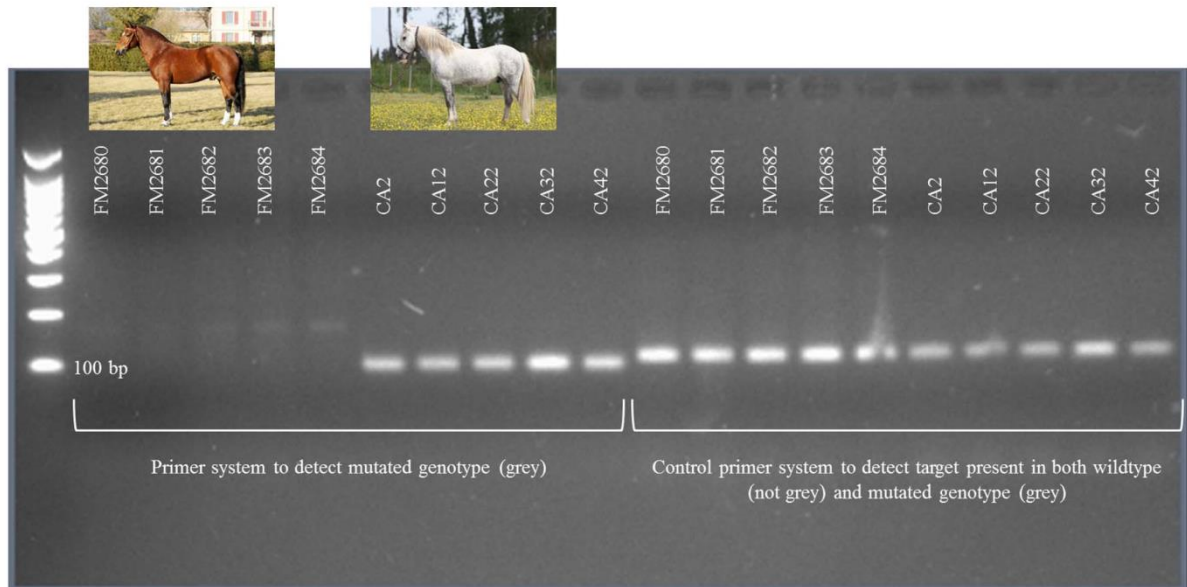 FM2680
FM2681
FM2682
FM2683
FM2684
CA2
CA12
CA22
CA32
CA42
FM2680
FM2681
FM2682
FM2683
FM2684
CA2
CA12
CA22
CA32
CA42
100 bp
Primer system to detect mutated genotype (grey)
Control primer system to detect target present in both wildtype
(not grey) and mutated genotype (grey)